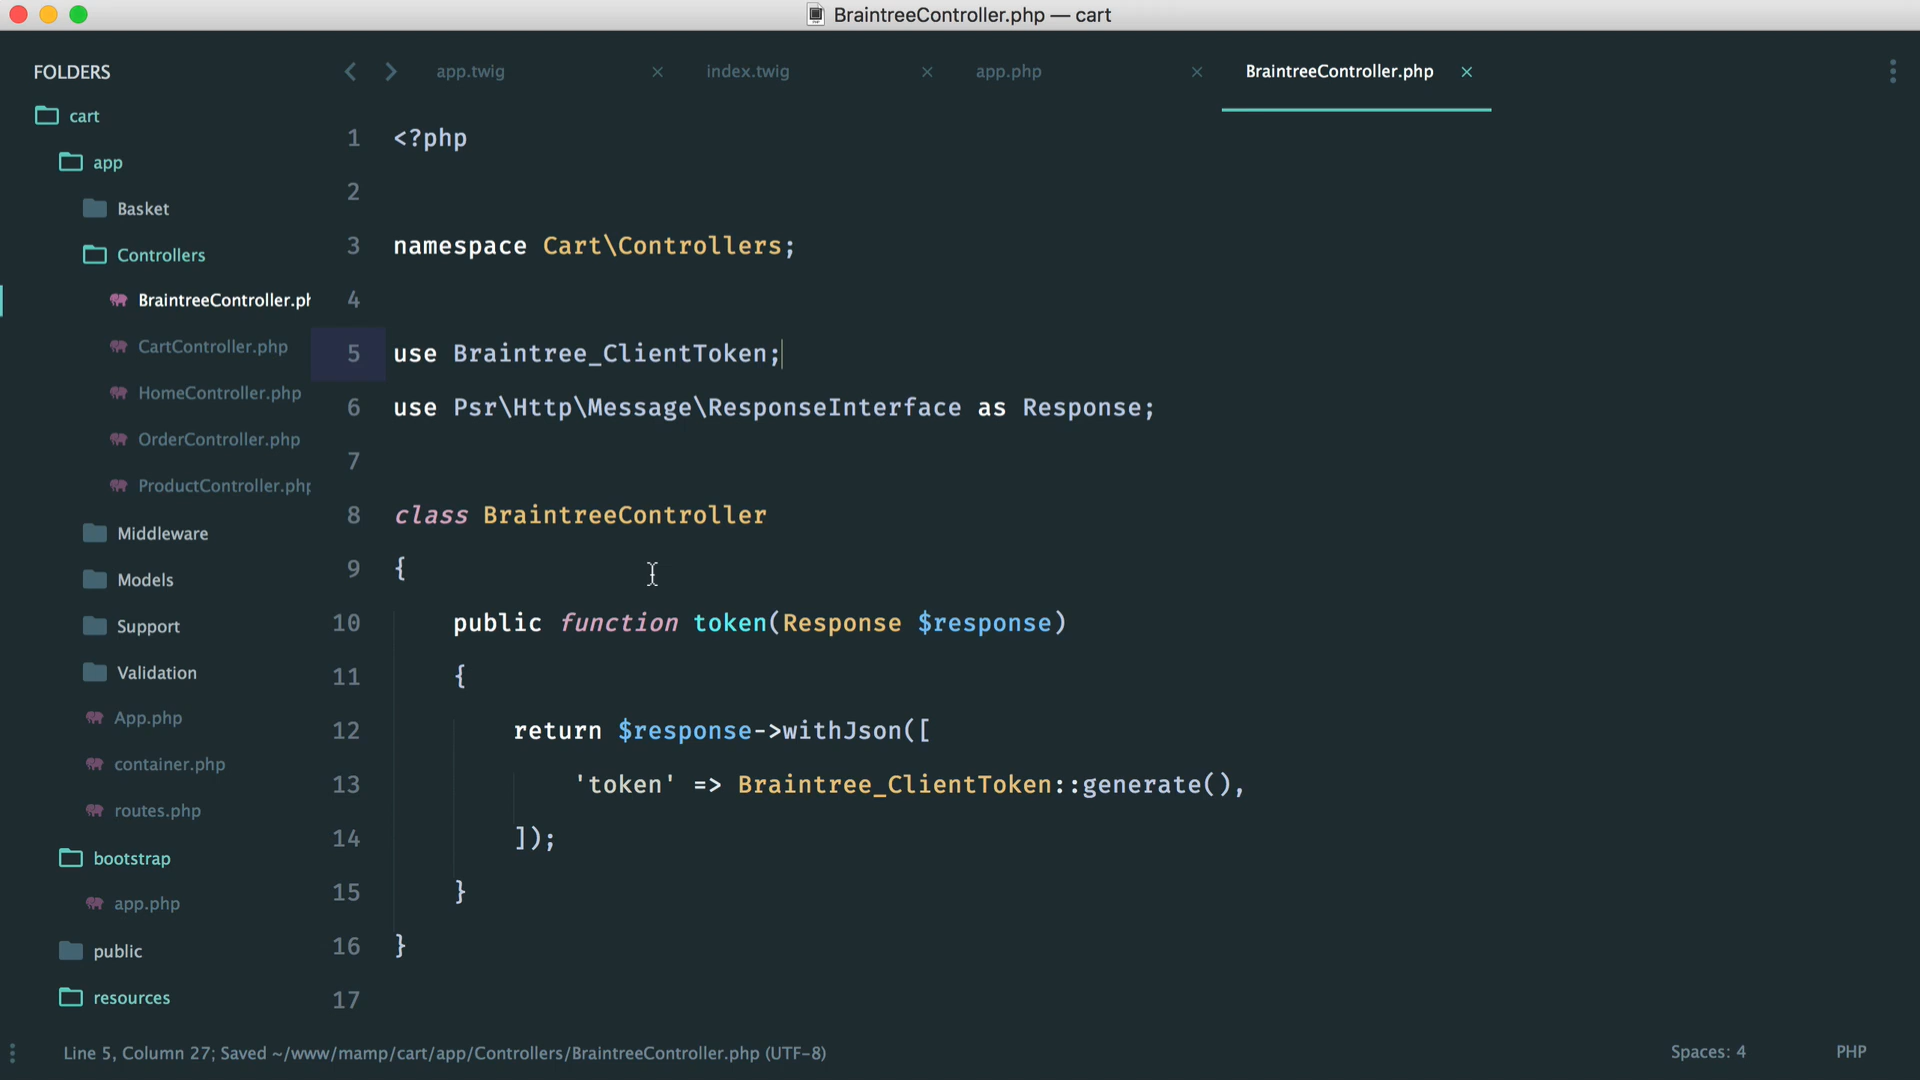 BraintreeController.php — cart
FOLDERS
cart
app
Basket
Controllers
BraintreeController.ph
CartController.php
HomeController.php
OrderController.php
ProductController.php
Middleware
Models
Support
Validation
App.php
container.php
routes.php
bootstrap
app.php
public
resources
app.twig
index.twig
app.php
BraintreeController.php
1 <?php
2
3 namespace Cart\Controllers;
4
5 use Braintree_ClientToken;
6 use Psr\Http\Message\ResponseInterface as Response;
7
8 class BraintreeController
9 {
10 public function token(Response $response)
11 {
12 return $response->withJson([
13 'token' => Braintree_ClientToken::generate(),
14 ]);
15 }
16 }
17
Line 5, Column 27; Saved ~/www/mamp/cart/app/Controllers/BraintreeController.php (UTF-8)
Spaces: 4
PHP